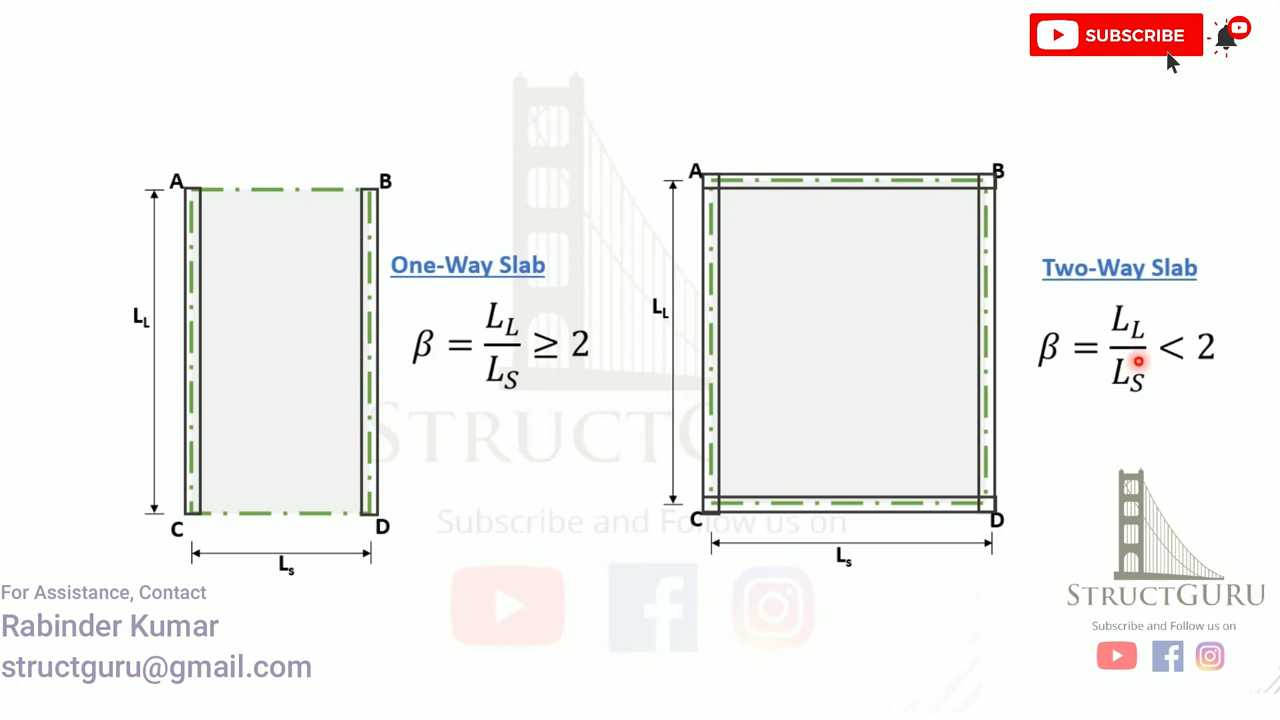 SUBSCRIBE
A
B
A
B
One-Way Slab
Two-Way Slab
L_L
L_L
β = L_L / L_S ≥ 2
β = L_L / L_S < 2
STRUCTG
C
D
C
D
Subscribe and Follow us on
L_s
L_s
For Assistance, Contact
Rabinder Kumar
structguru@gmail.com
STRUCTGURU
Subscribe and Follow us on